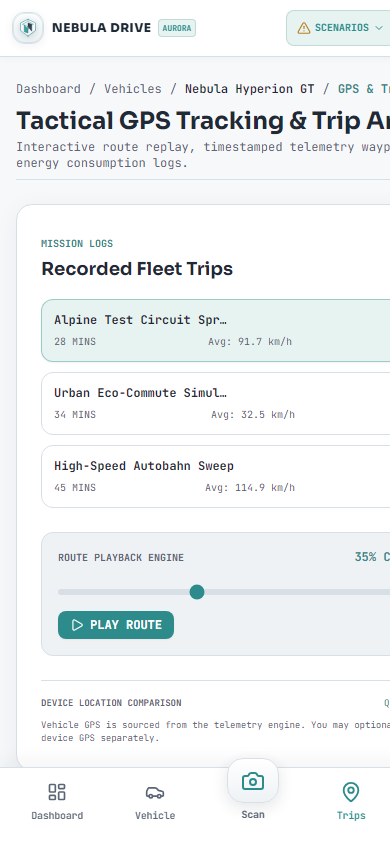 NEBULA DRIVE AURORA SCENARIOS
Dashboard / Vehicles / Nebula Hyperion GT / GPS & Tr
Tactical GPS Tracking & Trip An
Interactive route replay, timestamped telemetry wayp
energy consumption logs.
MISSION LOGS
Recorded Fleet Trips
Alpine Test Circuit Spr…
28 MINS Avg: 91.7 km/h
Urban Eco-Commute Simul…
34 MINS Avg: 32.5 km/h
High-Speed Autobahn Sweep
45 MINS Avg: 114.9 km/h
ROUTE PLAYBACK ENGINE 35% C
PLAY ROUTE
DEVICE LOCATION COMPARISON
Vehicle GPS is sourced from the telemetry engine. You may optiona
device GPS separately.
Dashboard Vehicle Scan Trips